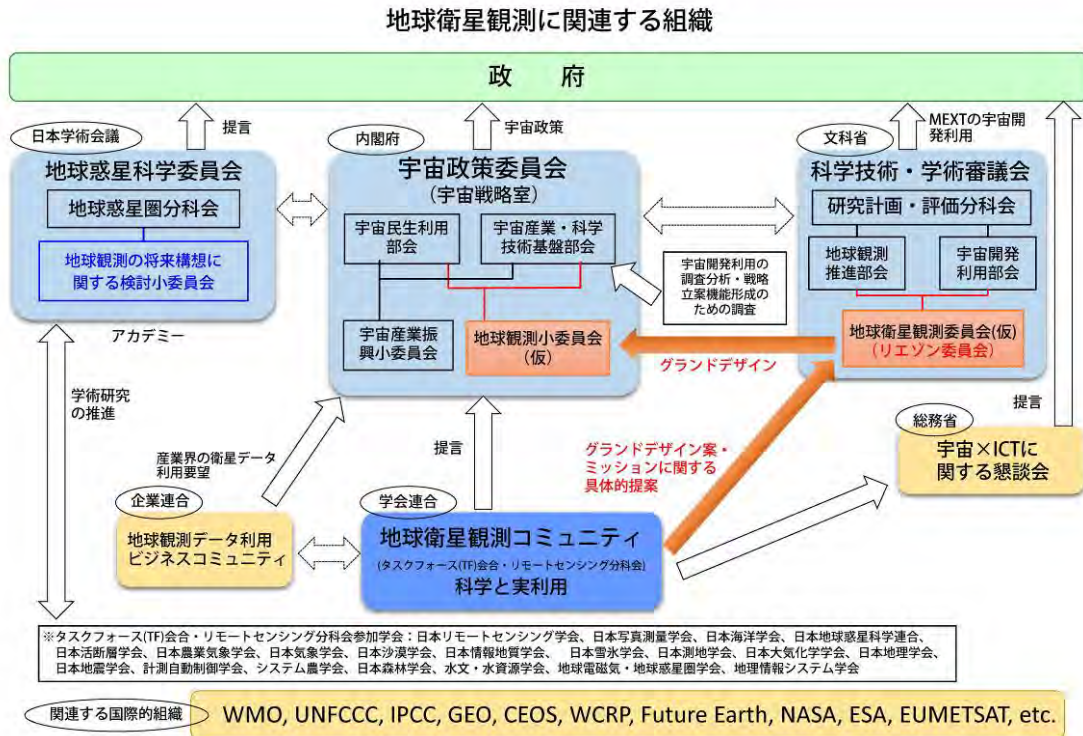 地球衛星観測に関連する組織
政　府
日本学術会議
提言
内閣府
宇宙政策
文科省
MEXTの宇宙開
発利用
地球惑星科学委員会
地球惑星圏分科会
地球観測の将来構想に
関する検討小委員会
アカデミー
宇宙政策委員会
(宇宙戦略室)
宇宙民生利用
部会
宇宙産業・科学
技術基盤部会
宇宙産業振
興小委員会
地球観測小委員会
(仮)
宇宙開発利用の
調査分析・戦略
立案機能形成の
ための調査
科学技術・学術審議会
研究計画・評価分科会
地球観測
推進部会
宇宙開発
利用部会
地球衛星観測委員会(仮)
(リエゾン委員会)
グランドデザイン
学術研究
の推進
産業界の衛星データ
利用要望
提言
グランドデザイン案・
ミッションに関する
具体的提案
提言
総務省
宇宙×ICTに
関する懇談会
企業連合
地球観測データ利用
ビジネスコミュニティ
学会連合
地球衛星観測コミュニティ
(タスクフォース(TF)会合・リモートセンシング分科会)
科学と実利用
※タスクフォース(TF)会合・リモートセンシング分科会参加学会：日本リモートセンシング学会、日本写真測量学会、日本海洋学会、日本地球惑星科学連合、
日本活断層学会、日本農業気象学会、日本気象学会、日本沙漠学会、日本情報地質学会、　日本雪氷学会、日本測地学会、日本大気化学学会、日本地理学会、
日本地震学会、計測自動制御学会、システム農学会、日本森林学会、水文・水資源学会、地球電磁気・地球惑星圏学会、地理情報システム学会
関連する国際的組織
WMO, UNFCCC, IPCC, GEO, CEOS, WCRP, Future Earth, NASA, ESA, EUMETSAT, etc.